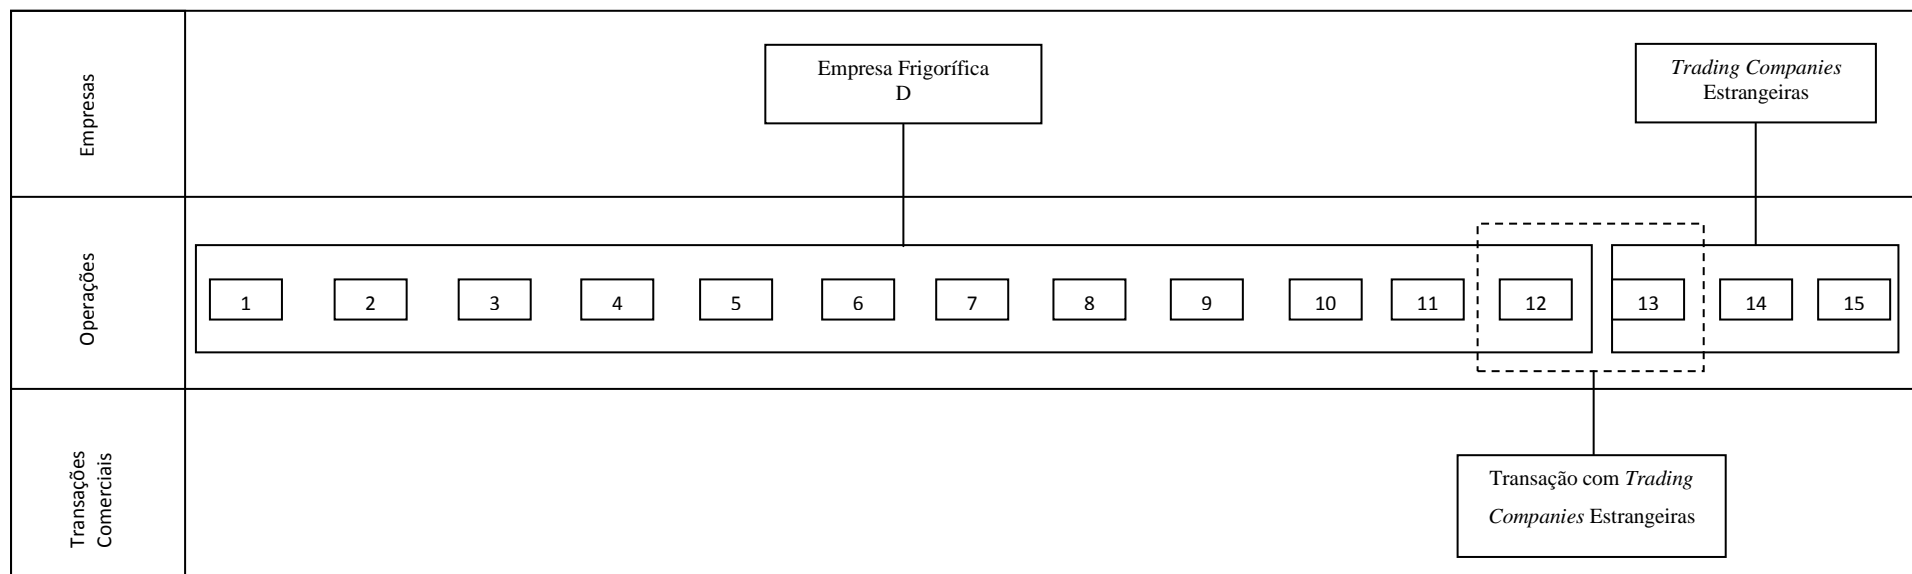 Empresas
Empresa Frigorífica
D
Trading Companies
Estrangeiras
Operações
1
2
3
4
5
6
7
8
9
10
11
12
13
14
15
Transações
Comerciais
Transação com Trading
Companies Estrangeiras